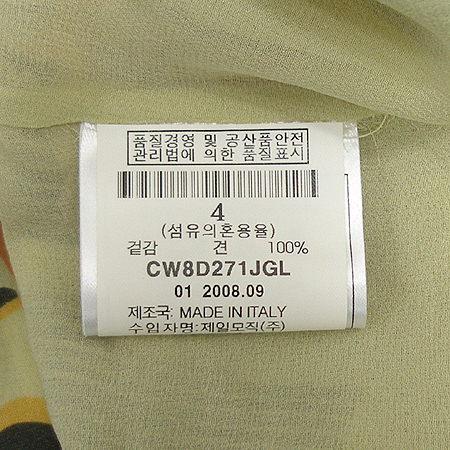 품질경영 및 공산품안전
관리법에 의한 품질표시
4
(섬유의혼용율)
겉감 견 100%
CW8D271JGL
01 2008.09
제조국: MADE IN ITALY
수입자명: 제일모직(주)